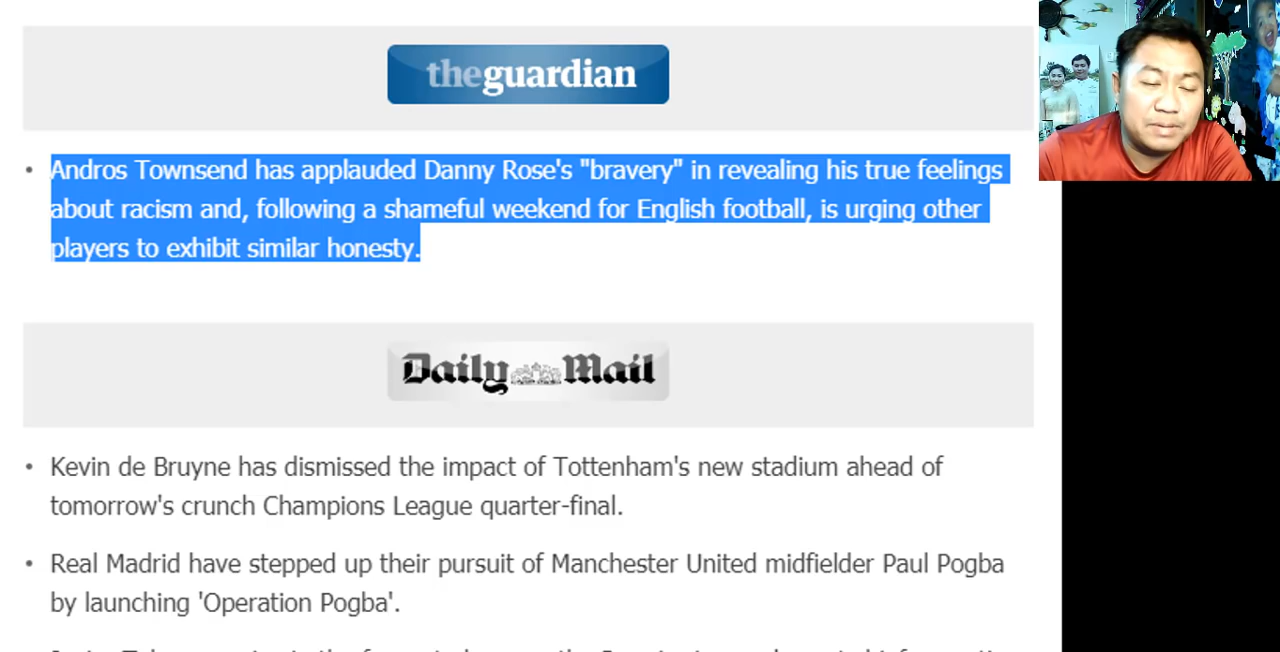 theguardian
Andros Townsend has applauded Danny Rose's "bravery" in revealing his true feelings
about racism and, following a shameful weekend for English football, is urging other
players to exhibit similar honesty.
Daily Mail
Kevin de Bruyne has dismissed the impact of Tottenham's new stadium ahead of
tomorrow's crunch Champions League quarter-final.
Real Madrid have stepped up their pursuit of Manchester United midfielder Paul Pogba
by launching 'Operation Pogba'.